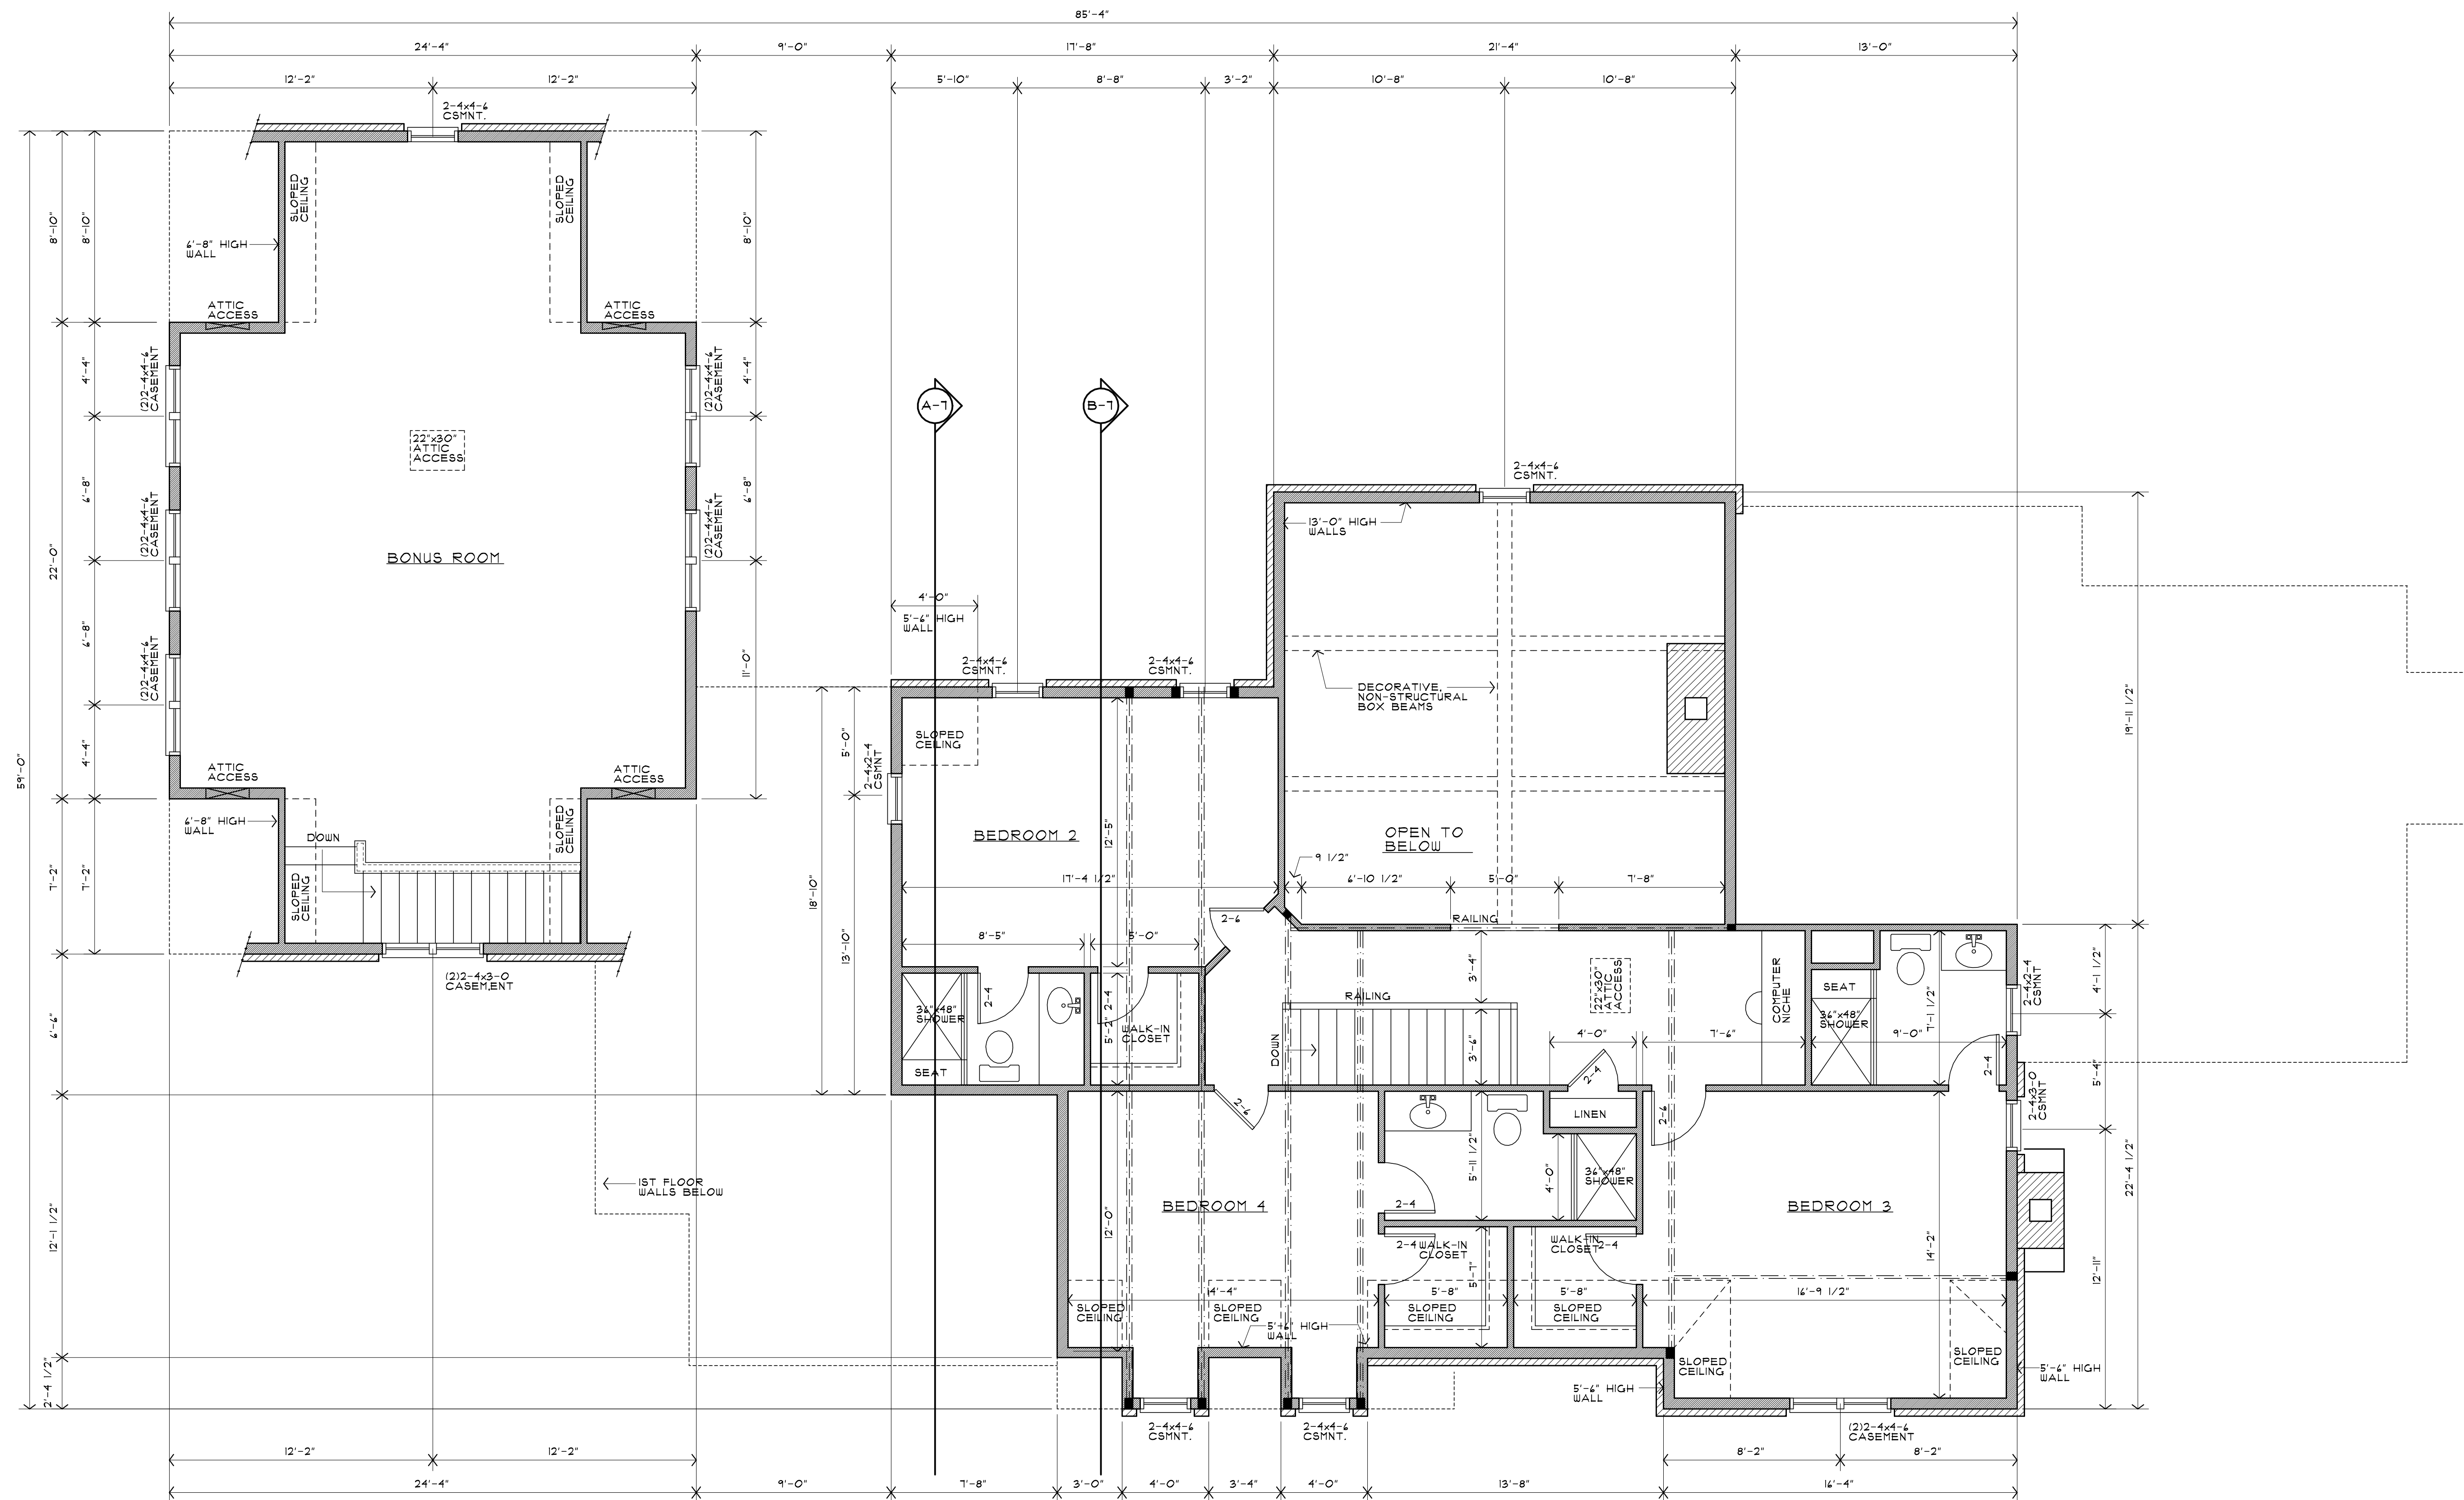 85'-4"
24'-4"
9'-0"
17'-8"
21'-4"
13'-0"
12'-2"
12'-2"
5'-10"
8'-8"
3'-2"
10'-8"
10'-8"
2-4x4-6
CSMNT.
SLOPED
CEILING
SLOPED
CEILING
8'-10"
8'-10"
8'-10"
6'-8" HIGH
WALL
ATTIC
ACCESS
ATTIC
ACCESS
4'-4"
(2)2-4x4-6
CASEMENT
(2)2-4x4-6
CASEMENT
4'-4"
A-7
B-7
22"x30"
ATTIC
ACCESS
6'-8"
(2)2-4x4-6
CASEMENT
(2)2-4x4-6
CASEMENT
6'-8"
22'-0"
BONUS ROOM
2-4x4-6
CSMNT.
13'-0" HIGH
WALLS
4'-0"
5'-6" HIGH
WALL
6'-8"
(2)2-4x4-6
CASEMENT
11'-0"
2-4x4-6
CSMNT.
2-4x4-6
CSMNT.
DECORATIVE,
NON-STRUCTURAL
BOX BEAMS
19'-11 1/2"
59'-0"
4'-4"
ATTIC
ACCESS
ATTIC
ACCESS
5'-0"
2-4x2-4
CSMNT
SLOPED
CEILING
6'-8" HIGH
WALL
DOWN
SLOPED
CEILING
SLOPED
CEILING
7'-2"
7'-2"
BEDROOM 2
12'-5"
OPEN TO
BELOW
9 1/2"
17'-4 1/2"
6'-10 1/2"
5'-0"
7'-8"
18'-10"
13'-10"
2-6
RAILING
8'-5"
5'-0"
(2)2-4x3-0
CASEMENT
6'-6"
36"x48"
SHOWER
SEAT
2-4
5'-2"
2-4
WALK-IN
CLOSET
RAILING
3'-4"
3'-6"
DOWN
22"x30"
ATTIC
ACCESS
4'-0"
7'-6"
COMPUTER
NICHE
SEAT
36"x48"
SHOWER
9'-0"
7'-1 1/2"
2-4x2-4
CSMNT
4'-1 1/2"
2-4
5'-4"
2-4x3-0
CSMNT
2-6
2-4
LINEN
2-6
1ST FLOOR
WALLS BELOW
12'-1 1/2"
BEDROOM 4
12'-0"
5'-11 1/2"
4'-0"
36"x48"
SHOWER
2-4
BEDROOM 3
14'-2"
22'-4 1/2"
2-4
WALK-IN
CLOSET
WALK-IN
CLOSET
2-4
5'-7"
12'-11"
14'-4"
5'-8"
5'-8"
16'-9 1/2"
SLOPED
CEILING
SLOPED
CEILING
SLOPED
CEILING
SLOPED
CEILING
5'-6" HIGH
WALL
SLOPED
CEILING
SLOPED
CEILING
5'-6" HIGH
WALL
5'-6" HIGH
WALL
2'-4 1/2"
2-4x4-6
CSMNT.
2-4x4-6
CSMNT.
(2)2-4x4-6
CASEMENT
12'-2"
12'-2"
8'-2"
8'-2"
24'-4"
9'-0"
7'-8"
3'-0"
4'-0"
3'-4"
4'-0"
13'-8"
16'-4"